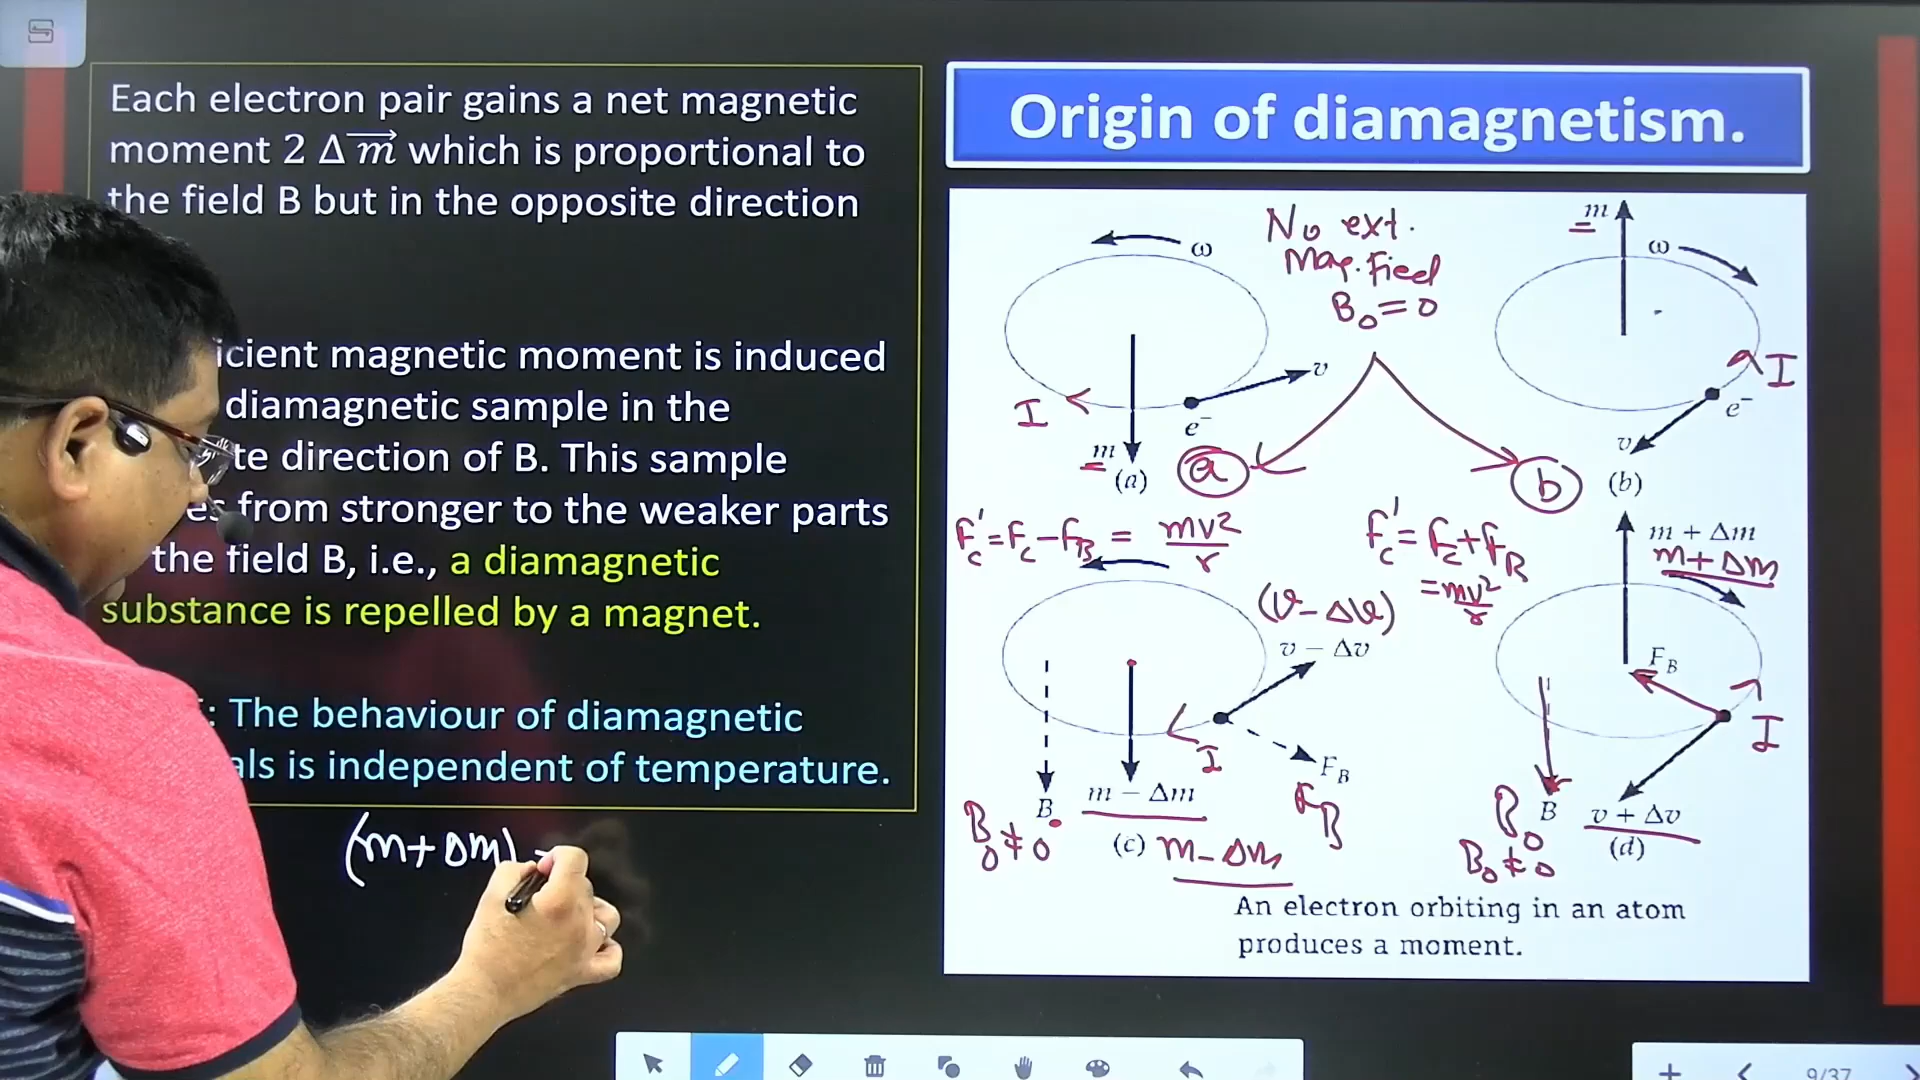 Each electron pair gains a net magnetic
moment 2 Δ m⃗ which is proportional to
the field B but in the opposite direction
icient magnetic moment is induced
diamagnetic sample in the
te direction of B. This sample
es from stronger to the weaker parts
the field B, i.e., a diamagnetic
substance is repelled by a magnet.
: The behaviour of diamagnetic
als is independent of temperature.
(m+Δm) -
Origin of diamagnetism.
No ext.
Mag. Field
B₀ = 0
ω
v
I
e⁻
m
(a)
a
m
ω
I
e⁻
v
(b)
b
F'c = Fc - FB = mv²/r
F'c = Fc + FB
= mv²/r
(v - Δv)
v − Δv
I
FB
FB
B
B₀ ≠ 0
m − Δm
(c) m - Δm
m + Δm
m + Δm
FB
I
B₀
B
B₀ ≠ 0
v + Δv
(d)
An electron orbiting in an atom
produces a moment.
9/37